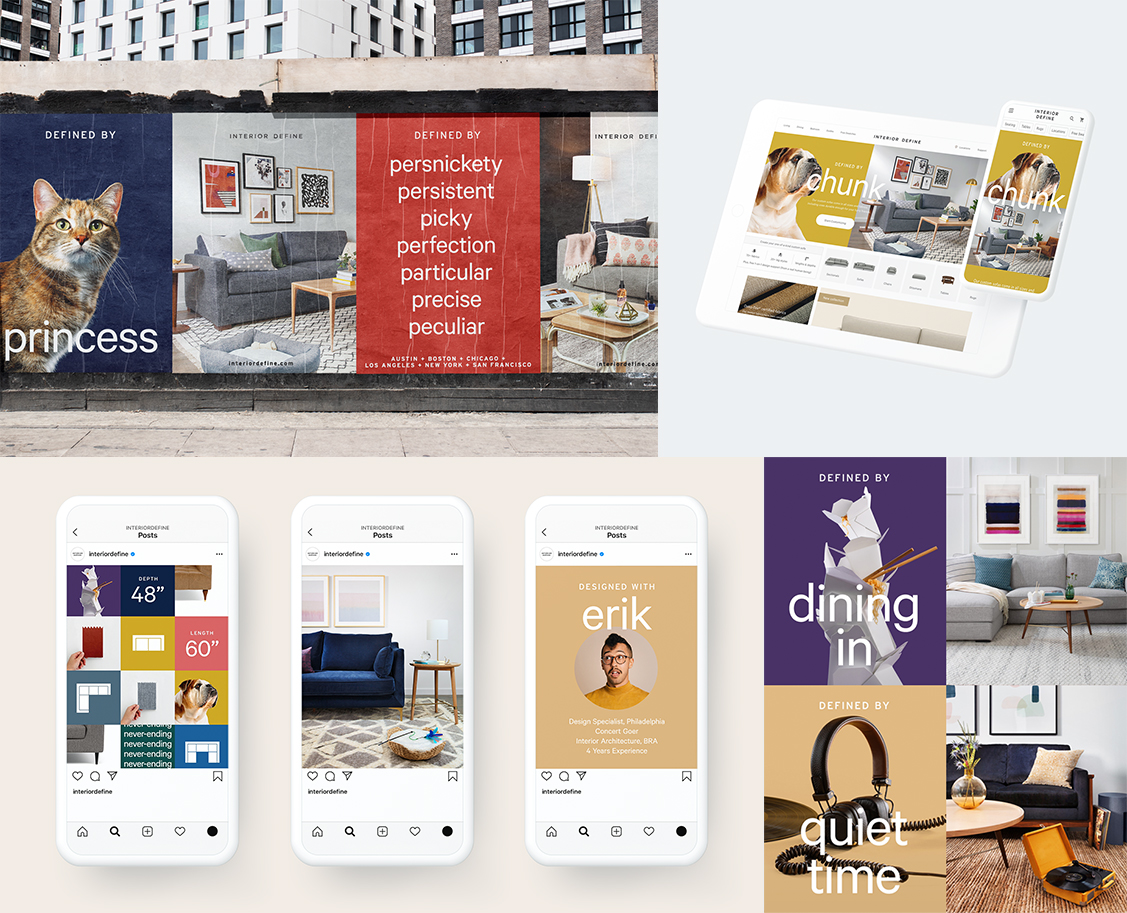 DEFINED BY
princess
INTERIOR DEFINE
interiordefine.com
DEFINED BY
persnickety
persistent
picky
perfection
particular
precise
peculiar
AUSTIN + BOSTON + CHICAGO +
LOS ANGELES + NEW YORK + SAN FRANCISCO
INTERIOR
interiordefine.com
INTERIOR DEFINE
DEFINED BY
chunk
INTERIOR
DEFINE
DEFINED BY
chunk
INTERIORDEFINE
Posts
interiordefine
DEPTH
48”
LENGTH
60”
never-ending
never-ending
never-ending
never-ending
never-ending
interiordefine
INTERIORDEFINE
Posts
interiordefine
interiordefine
INTERIORDEFINE
Posts
interiordefine
DESIGNED WITH
erik
Design Specialist, Philadelphia
Concert Goer
Interior Architecture, BRA
4 Years Experience
interiordefine
DEFINED BY
dining
in
DEFINED BY
quiet
time